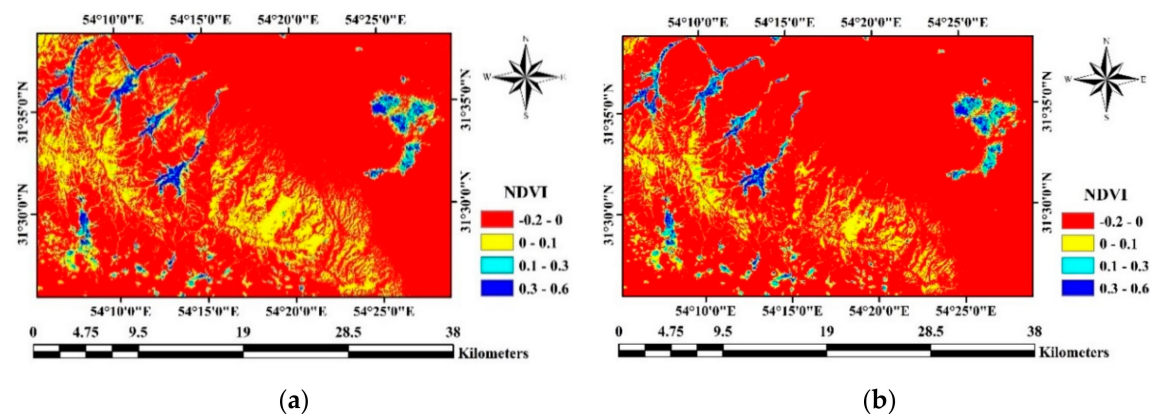 54°10'0"E 54°15'0"E 54°20'0"E 54°25'0"E
31°35'0"N
31°30'0"N
N
W E
S
31°35'0"N
31°30'0"N
NDVI
-0.2 - 0
0 - 0.1
0.1 - 0.3
0.3 - 0.6
54°10'0"E 54°15'0"E 54°20'0"E 54°25'0"E
0 4.75 9.5 19 28.5 38
Kilometers
(a)
54°10'0"E 54°15'0"E 54°20'0"E 54°25'0"E
31°35'0"N
31°30'0"N
N
W E
S
31°35'0"N
31°30'0"N
NDVI
-0.2 - 0
0 - 0.1
0.1 - 0.3
0.3 - 0.6
54°10'0"E 54°15'0"E 54°20'0"E 54°25'0"E
0 4.75 9.5 19 28.5 38
Kilometers
(b)